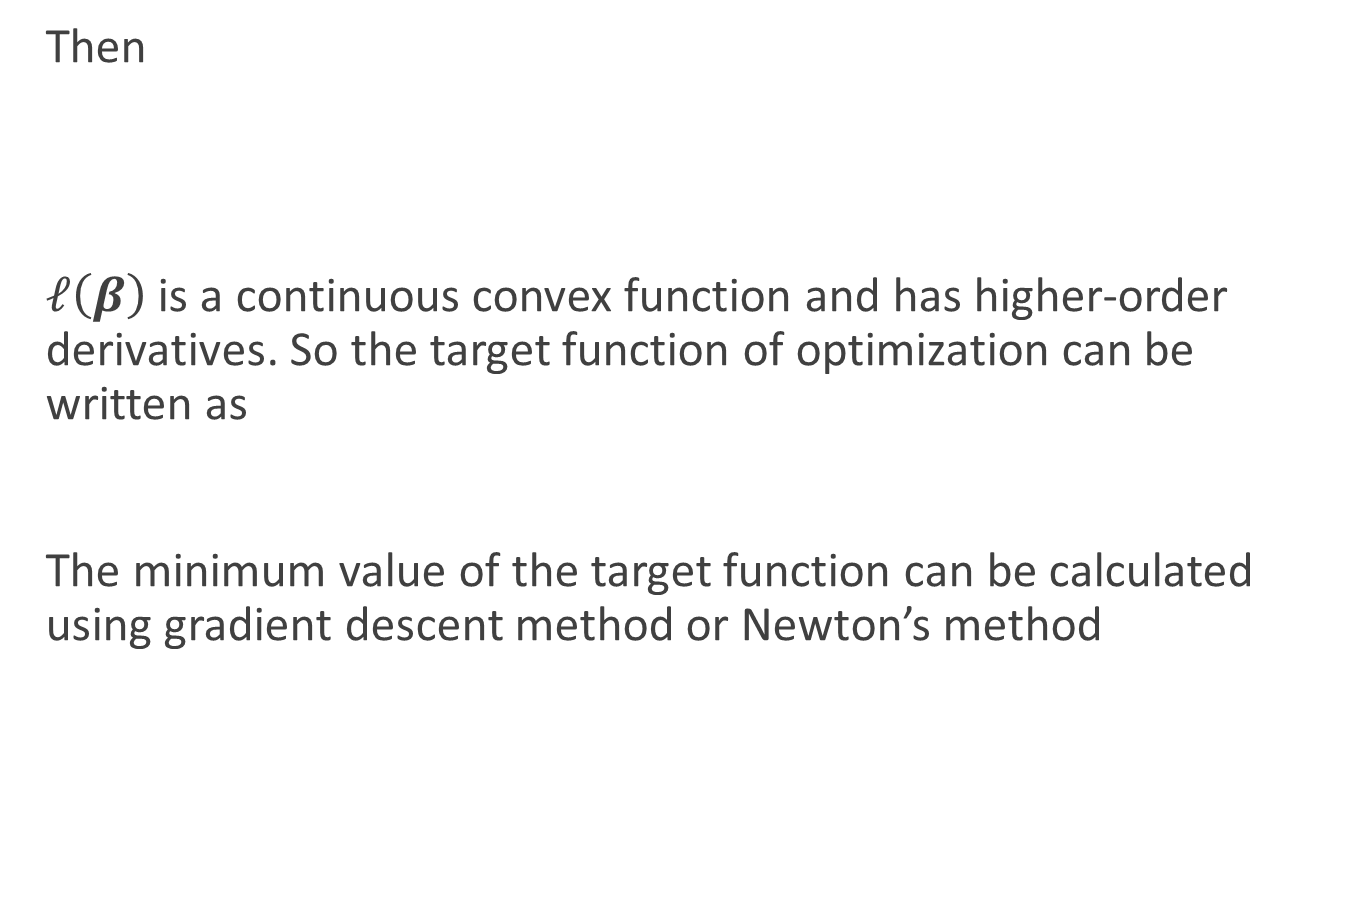 Then
ℓ(𝜷) is a continuous convex function and has higher-order
derivatives. So the target function of optimization can be
written as
The minimum value of the target function can be calculated
using gradient descent method or Newton’s method